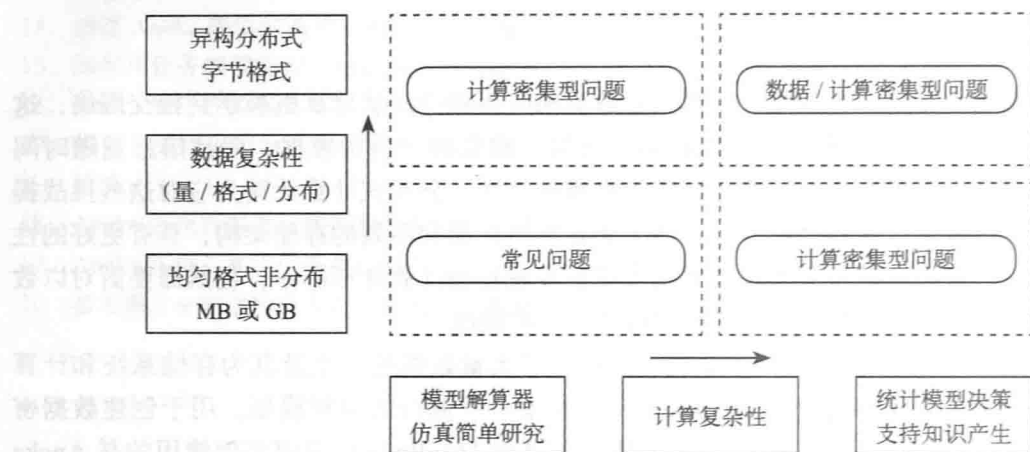 异构分布式
字节格式
计算密集型问题
数据 / 计算密集型问题
数据复杂性
（量 / 格式 / 分布）
均匀格式非分布
MB 或 GB
常见问题
计算密集型问题
模型解算器
仿真简单研究
计算复杂性
统计模型决策
支持知识产生